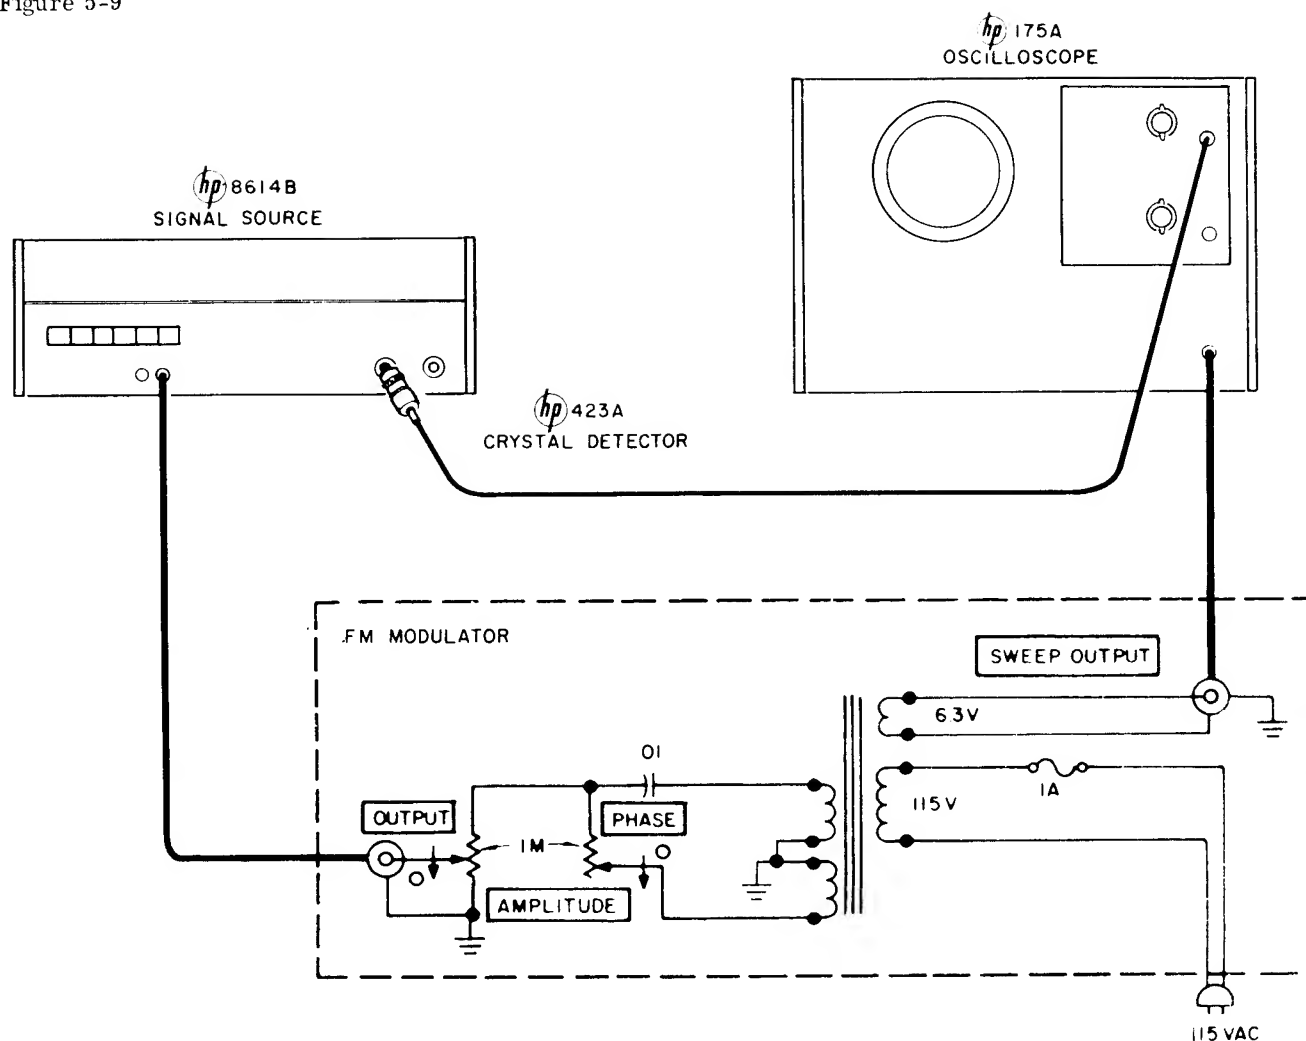 Figure 5-9
hp 175A
OSCILLOSCOPE
hp 8614B
SIGNAL SOURCE
hp 423A
CRYSTAL DETECTOR
FM MODULATOR
SWEEP OUTPUT
6.3V
01
1A
115V
OUTPUT
PHASE
1M
AMPLITUDE
115 VAC